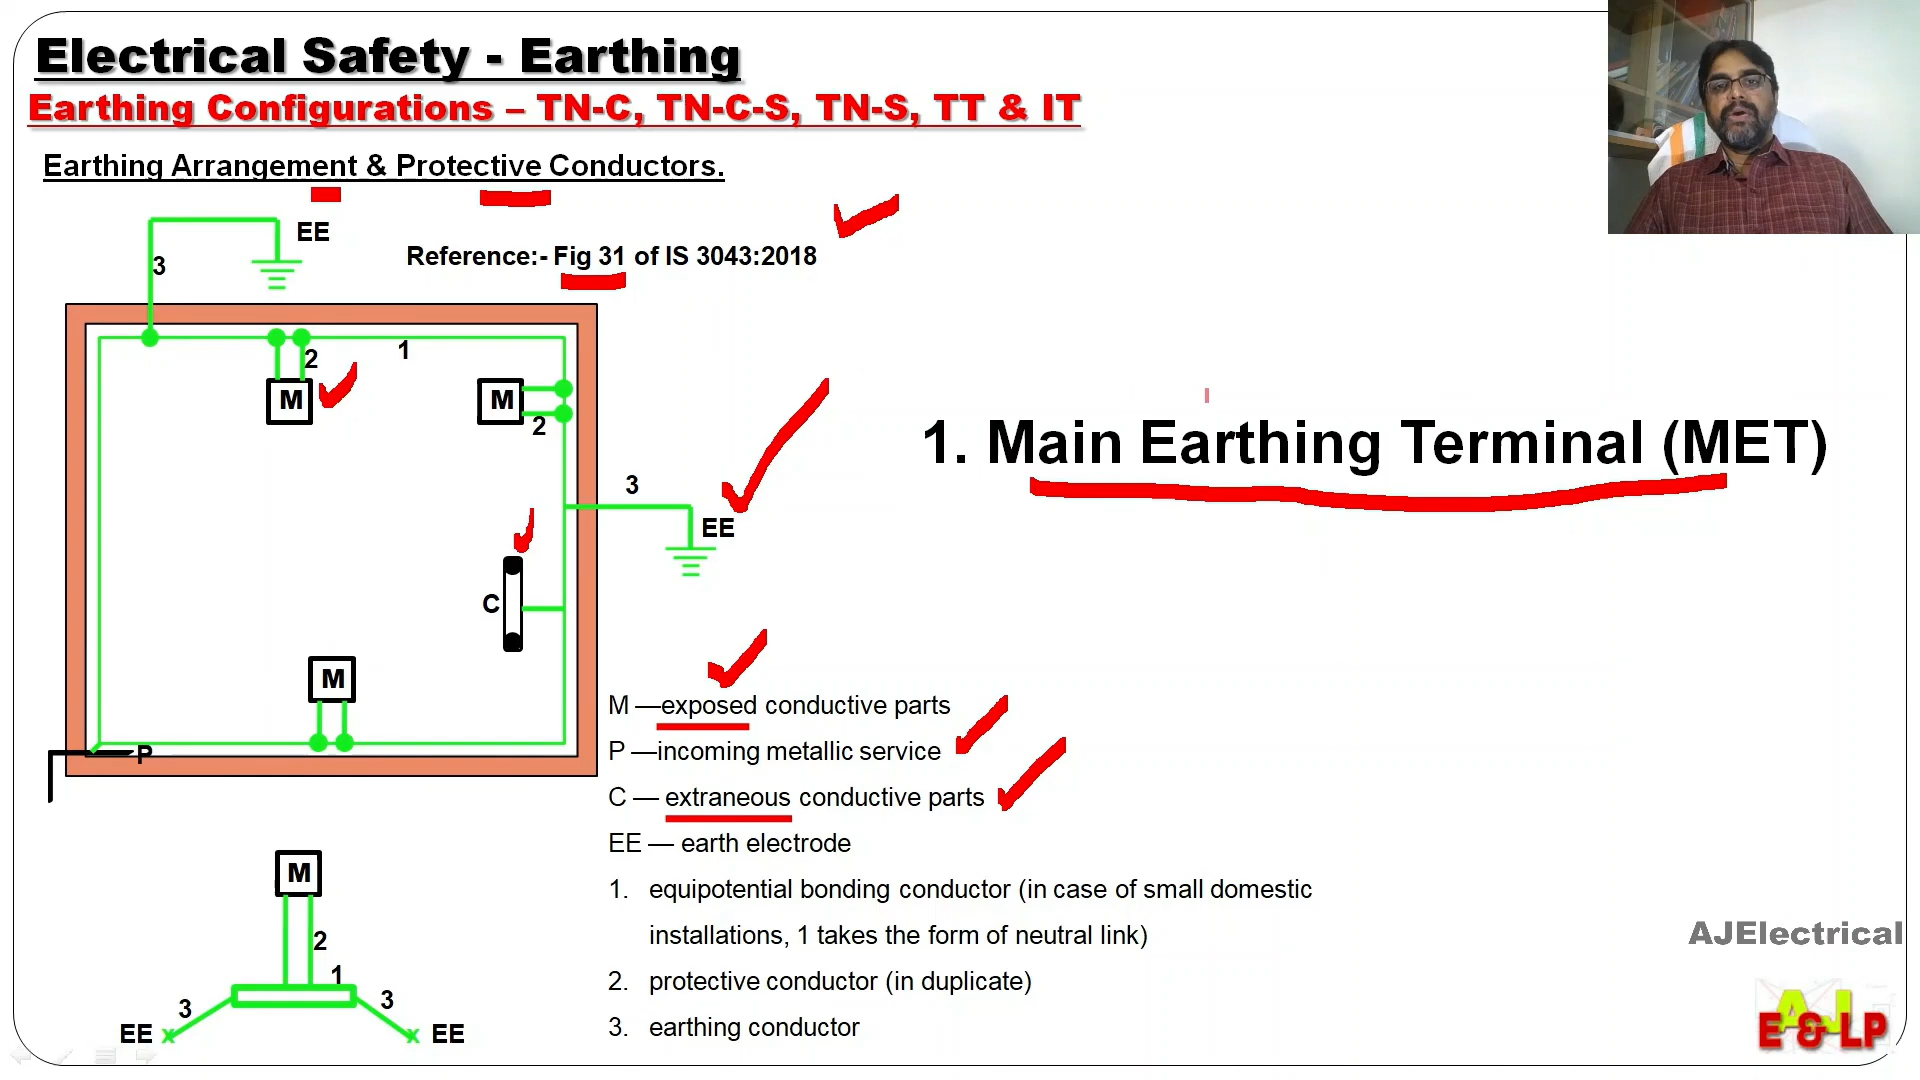 Electrical Safety - Earthing
Earthing Configurations – TN-C, TN-C-S, TN-S, TT & IT
Earthing Arrangement & Protective Conductors.
EE
3
Reference:- Fig 31 of IS 3043:2018
2
1
M
M
2
1. Main Earthing Terminal (MET)
3
EE
C
M
P
M —exposed conductive parts
P —incoming metallic service
C — extraneous conductive parts
EE — earth electrode
1. equipotential bonding conductor (in case of small domestic
installations, 1 takes the form of neutral link)
2. protective conductor (in duplicate)
3. earthing conductor
M
2
1
3
3
EE
EE
AJElectrical
AJ
E & LP